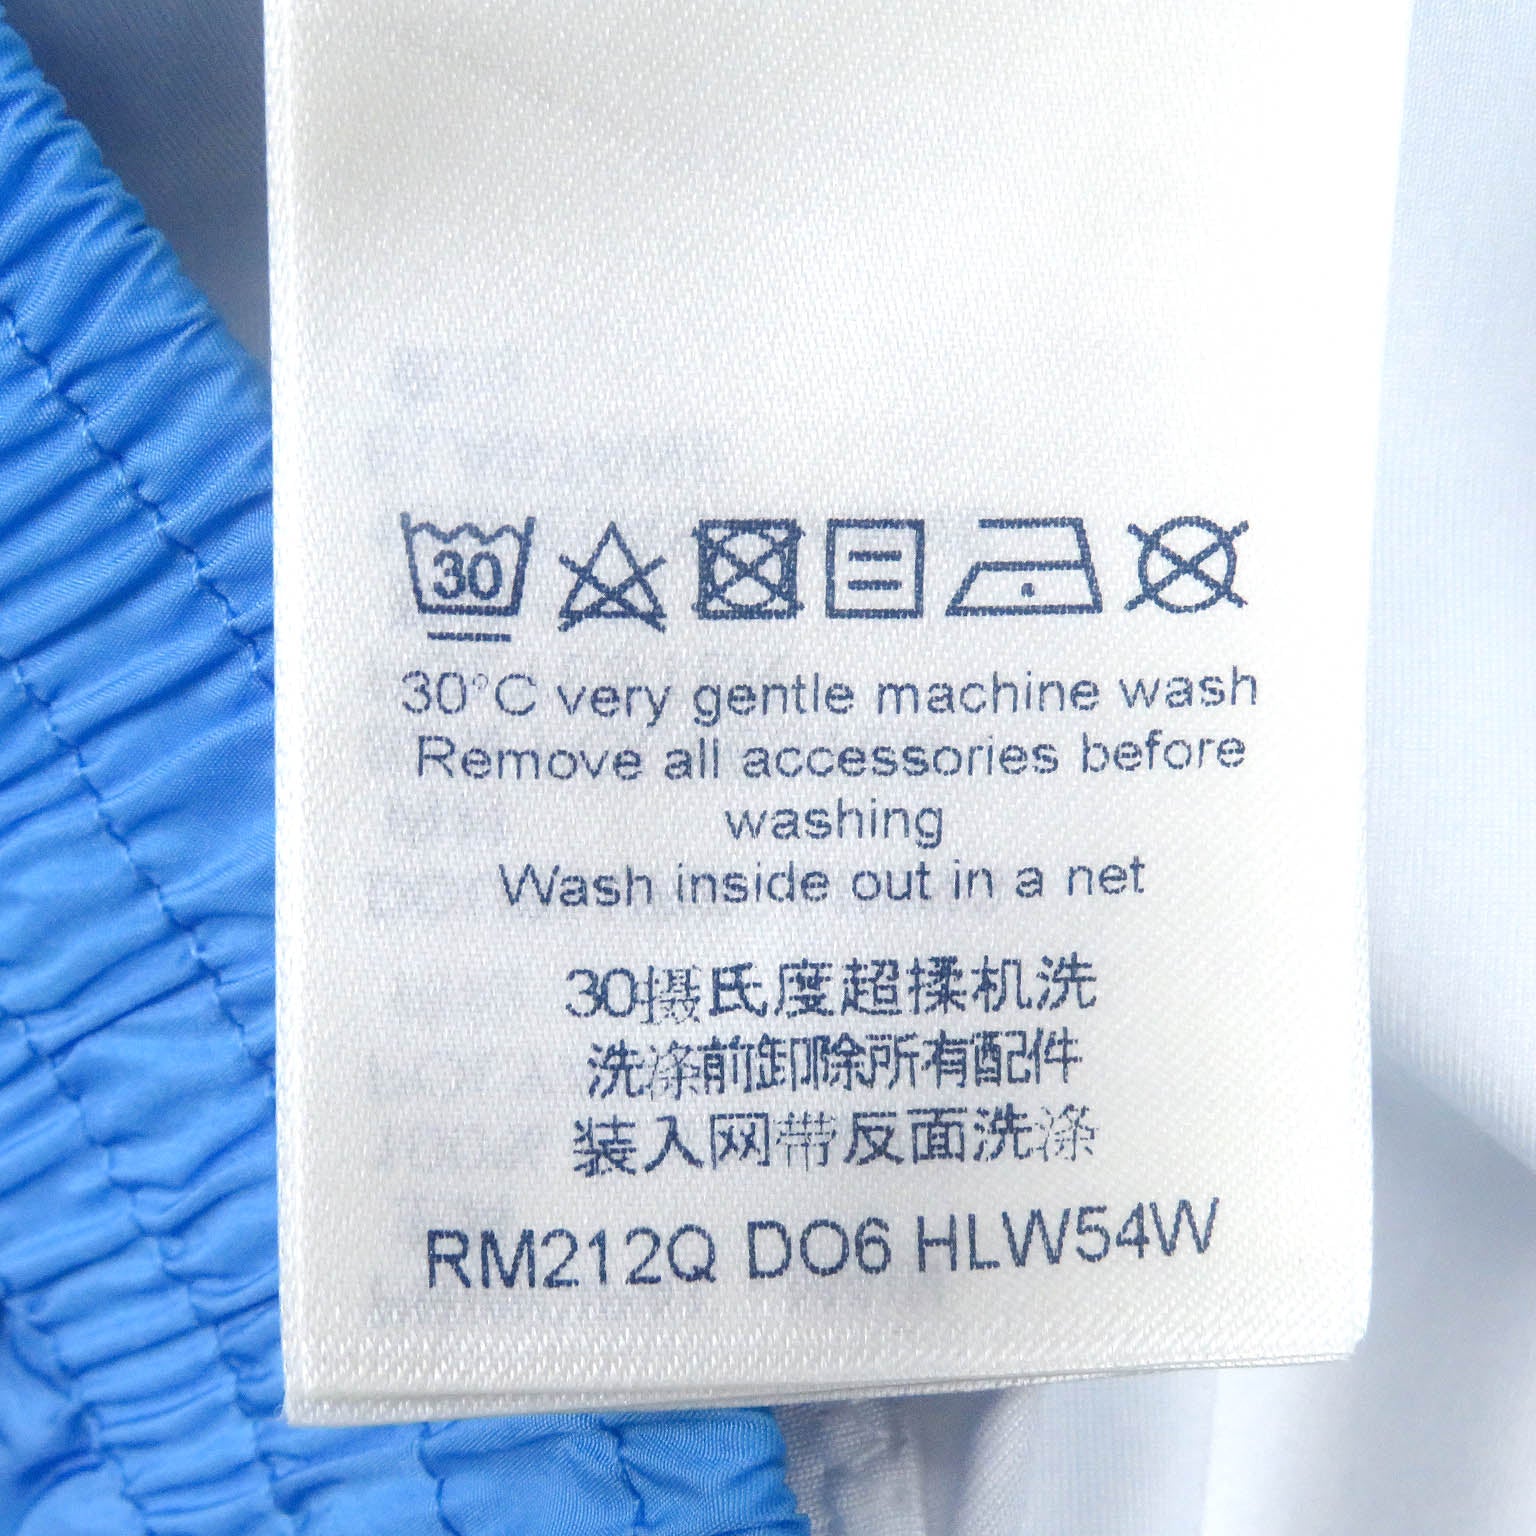 30
30°C very gentle machine wash
Remove all accessories before
washing
Wash inside out in a net
30摄氏度超揉机洗
洗涤前卸除所有配件
装入网带反面洗涤
RM212Q DO6 HLW54W